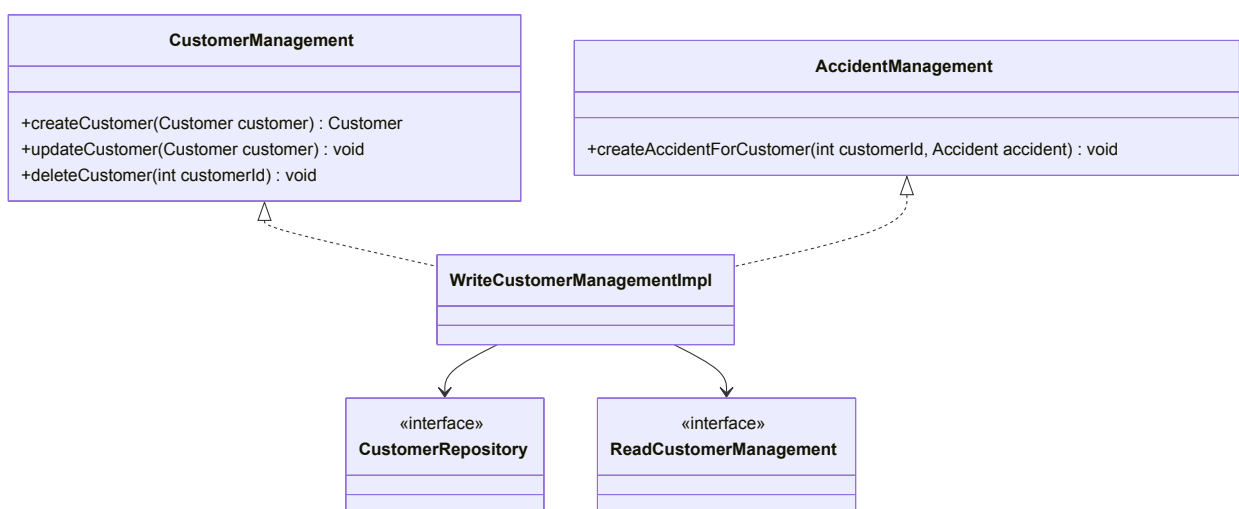 CustomerManagement
+createCustomer(Customer customer) : Customer
+updateCustomer(Customer customer) : void
+deleteCustomer(int customerId) : void
AccidentManagement
+createAccidentForCustomer(int customerId, Accident accident) : void
WriteCustomerManagementImpl
«interface»
CustomerRepository
«interface»
ReadCustomerManagement